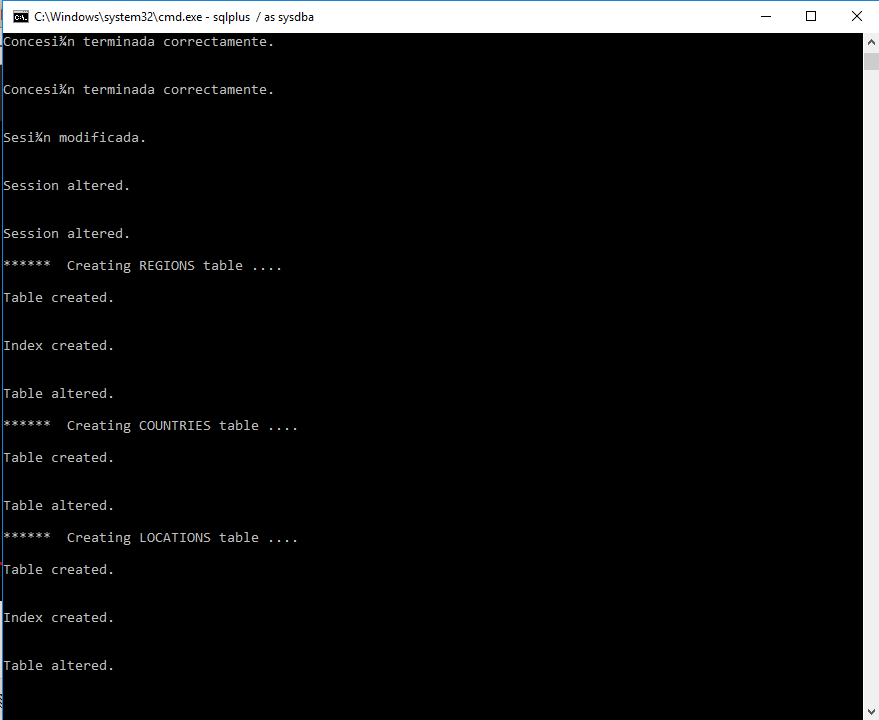 C:\Windows\system32\cmd.exe - sqlplus / as sysdba
Concesi¾n terminada correctamente.
Concesi¾n terminada correctamente.
Sesi¾n modificada.
Session altered.
Session altered.
****** Creating REGIONS table ....
Table created.
Index created.
Table altered.
****** Creating COUNTRIES table ....
Table created.
Table altered.
****** Creating LOCATIONS table ....
Table created.
Index created.
Table altered.